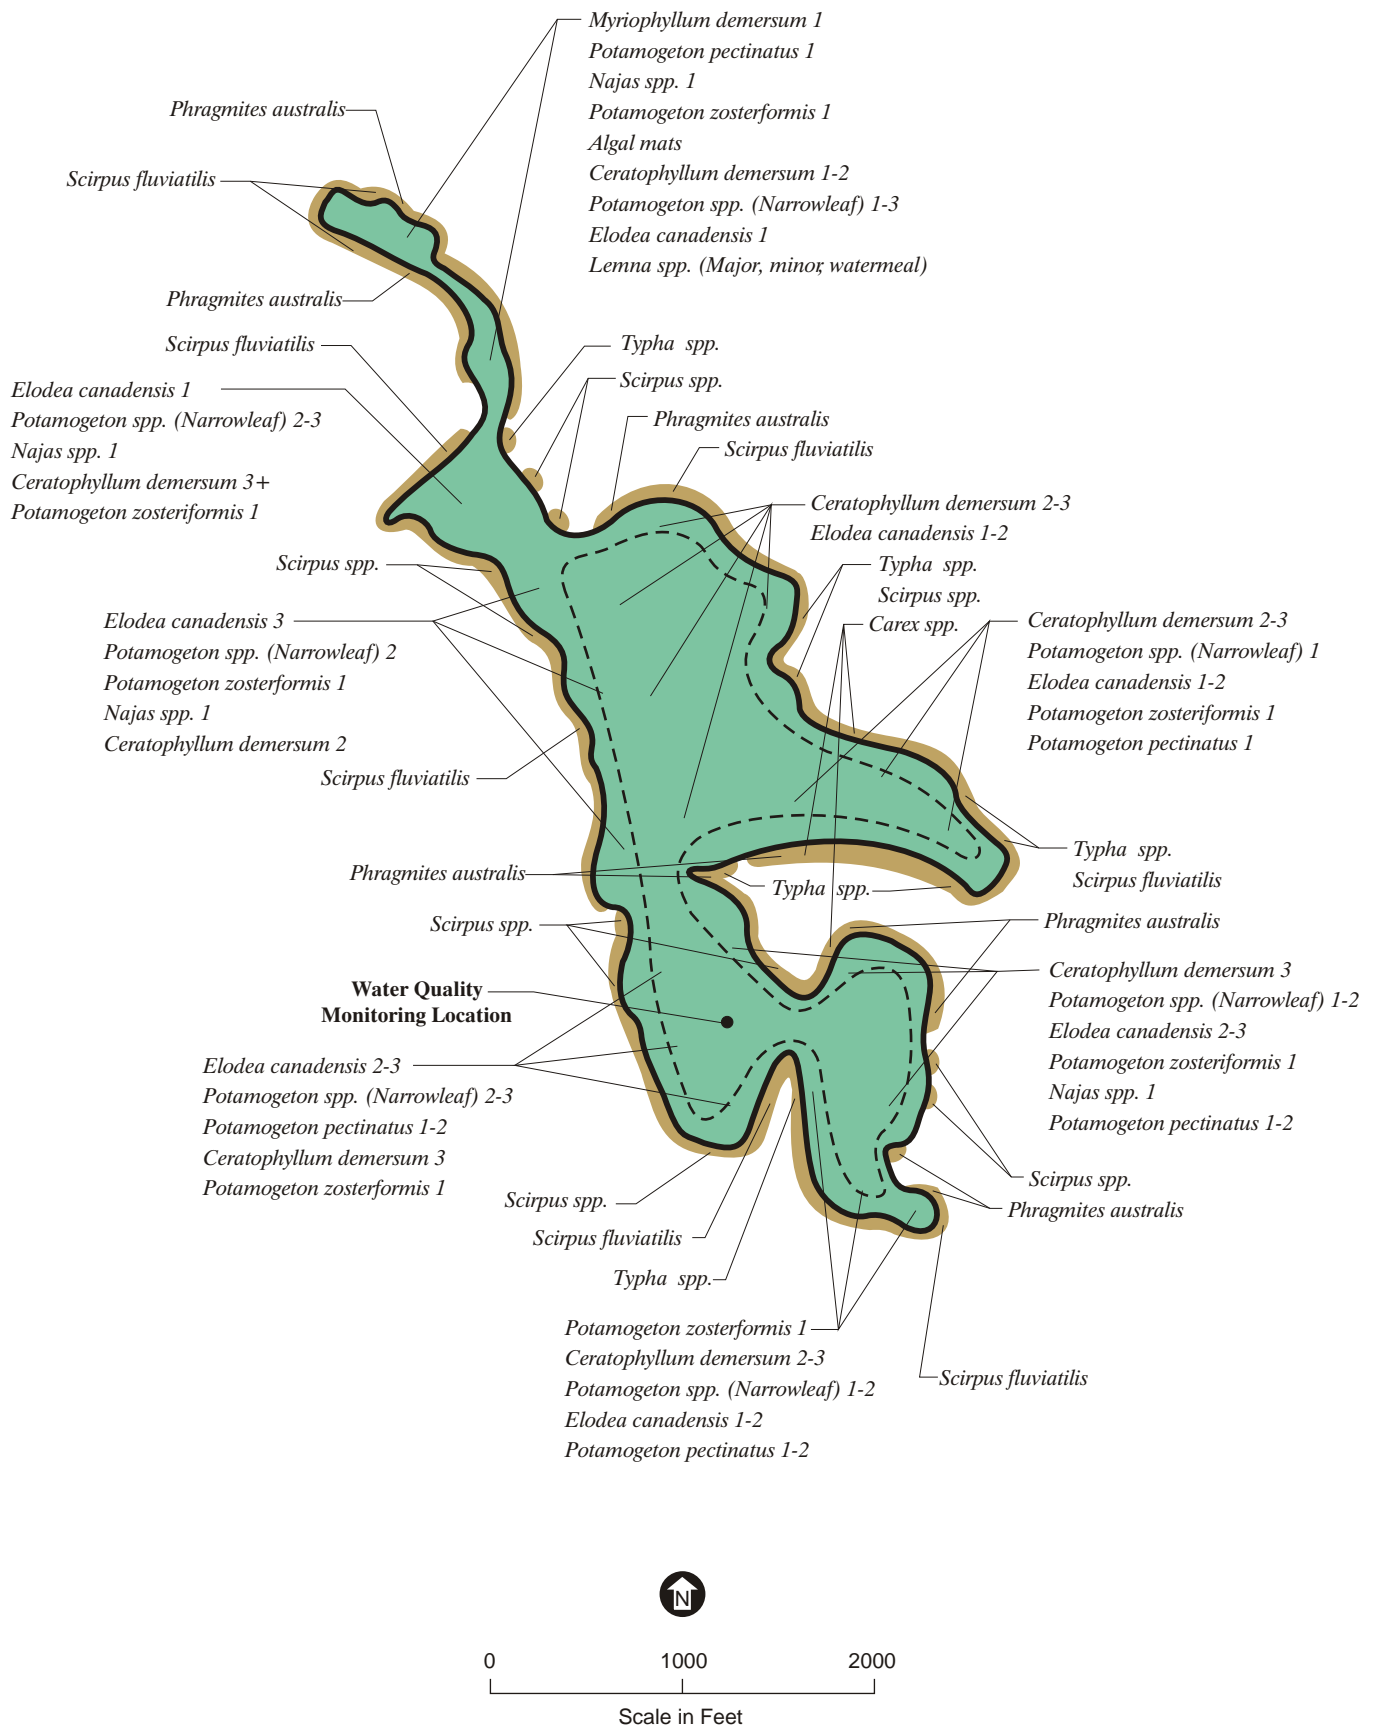 Myriophyllum demersum 1
Potamogeton pectinatus 1
Najas spp. 1
Potamogeton zosterformis 1
Algal mats
Ceratophyllum demersum 1-2
Potamogeton spp. (Narrowleaf) 1-3
Elodea canadensis 1
Lemna spp. (Major, minor, watermeal)
Phragmites australis
Scirpus fluviatilis
Phragmites australis
Scirpus fluviatilis
Typha spp.
Scirpus spp.
Phragmites australis
Scirpus fluviatilis
Elodea canadensis 1
Potamogeton spp. (Narrowleaf) 2-3
Najas spp. 1
Ceratophyllum demersum 3+
Potamogeton zosteriformis 1
Ceratophyllum demersum 2-3
Elodea canadensis 1-2
Typha spp.
Scirpus spp.
Carex spp.
Scirpus spp.
Elodea canadensis 3
Potamogeton spp. (Narrowleaf) 2
Potamogeton zosterformis 1
Najas spp. 1
Ceratophyllum demersum 2
Ceratophyllum demersum 2-3
Potamogeton spp. (Narrowleaf) 1
Elodea canadensis 1-2
Potamogeton zosteriformis 1
Potamogeton pectinatus 1
Scirpus fluviatilis
Typha spp.
Scirpus fluviatilis
Phragmites australis
Typha spp.
Scirpus spp.
Phragmites australis
Water Quality
Monitoring Location
Ceratophyllum demersum 3
Potamogeton spp. (Narrowleaf) 1-2
Elodea canadensis 2-3
Potamogeton zosteriformis 1
Najas spp. 1
Potamogeton pectinatus 1-2
Elodea canadensis 2-3
Potamogeton spp. (Narrowleaf) 2-3
Potamogeton pectinatus 1-2
Ceratophyllum demersum 3
Potamogeton zosterformis 1
Scirpus spp.
Phragmites australis
Scirpus spp.
Scirpus fluviatilis
Typha spp.
Potamogeton zosterformis 1
Ceratophyllum demersum 2-3
Potamogeton spp. (Narrowleaf) 1-2
Elodea canadensis 1-2
Potamogeton pectinatus 1-2
Scirpus fluviatilis
N
0 1000 2000
Scale in Feet